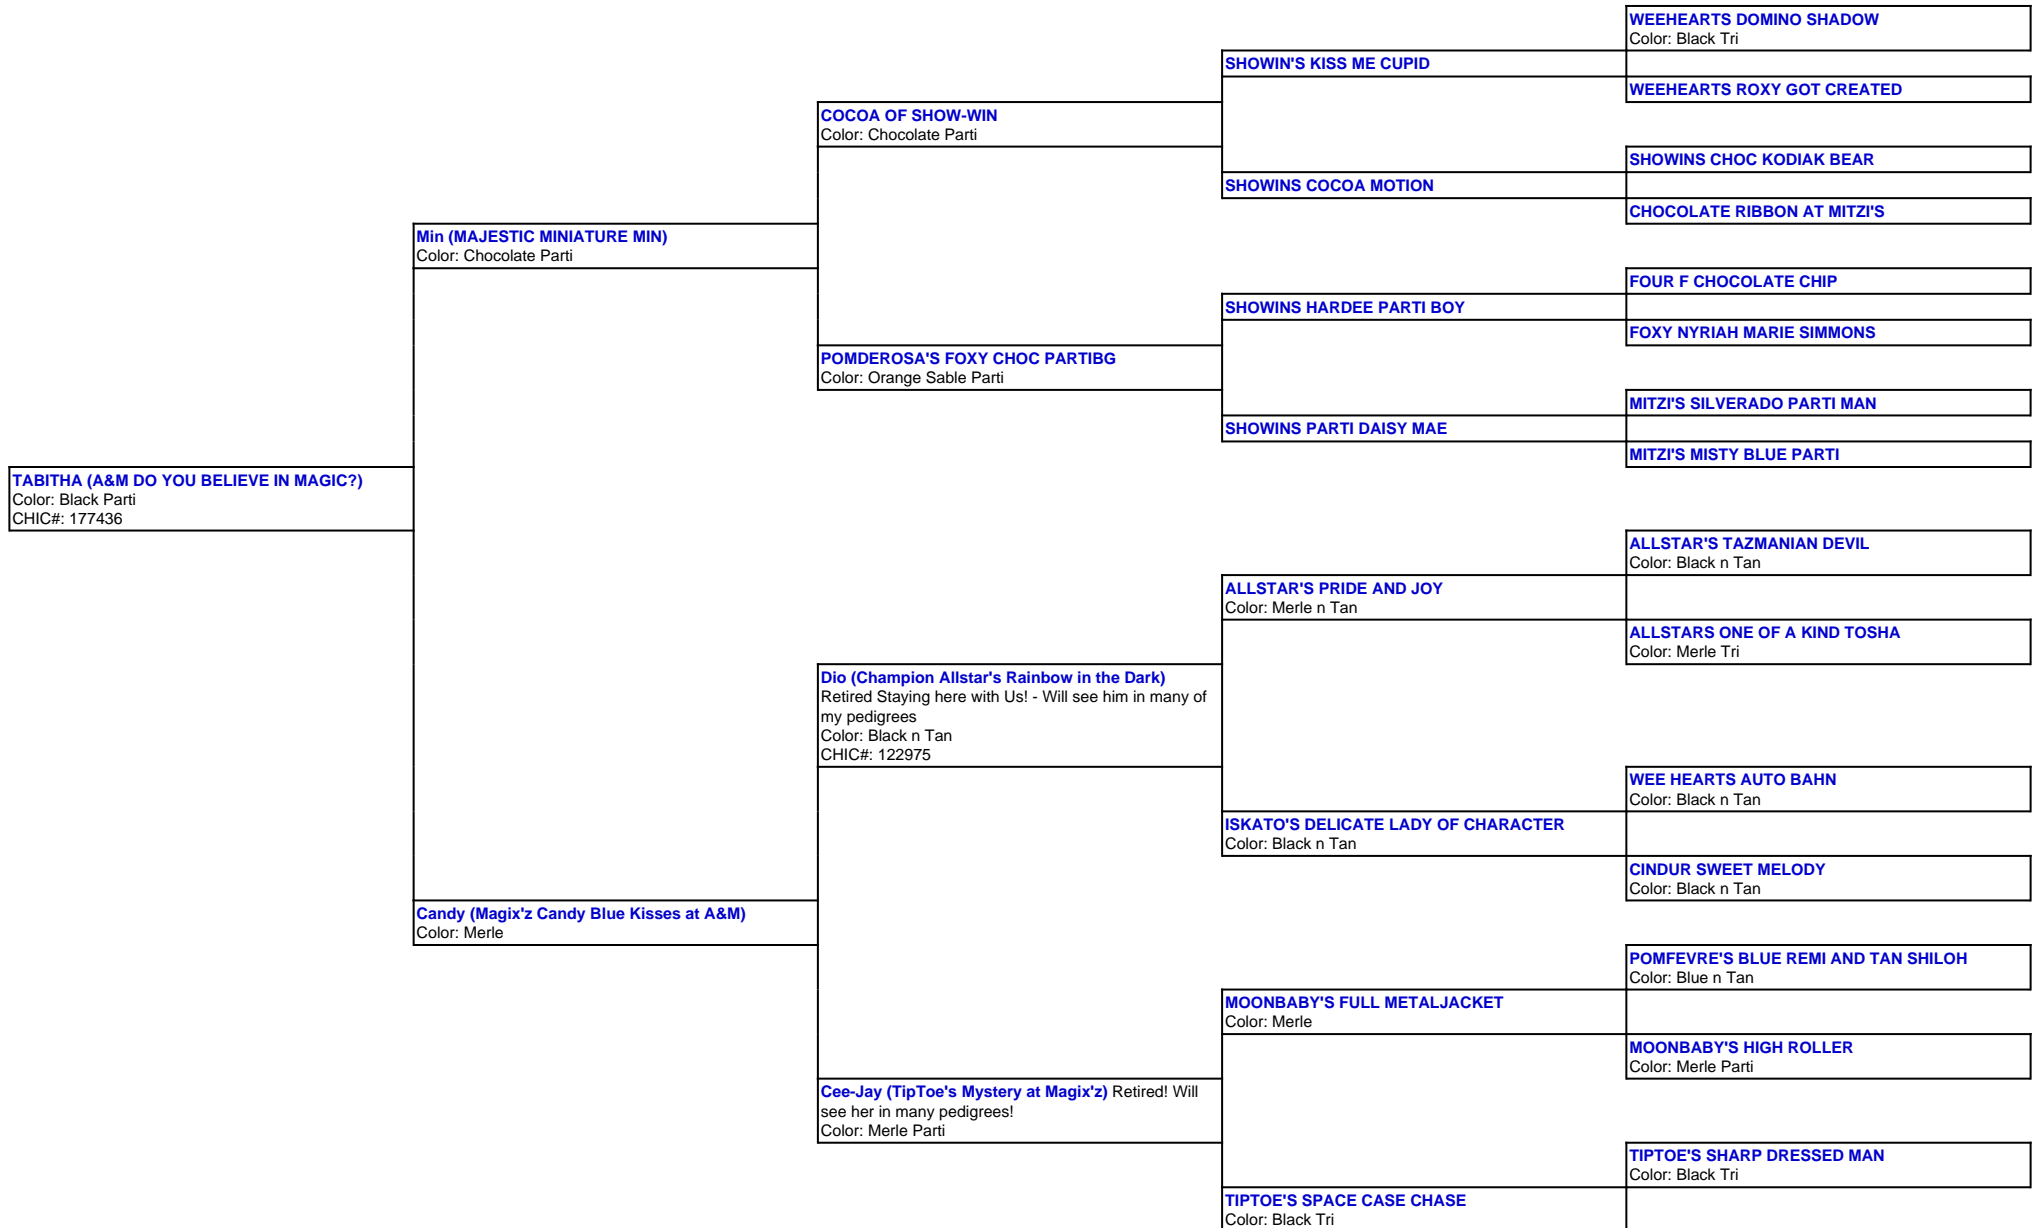 WEEHEARTS DOMINO SHADOW
Color: Black Tri
SHOWIN'S KISS ME CUPID
WEEHEARTS ROXY GOT CREATED
COCOA OF SHOW-WIN
Color: Chocolate Parti
SHOWINS CHOC KODIAK BEAR
SHOWINS COCOA MOTION
CHOCOLATE RIBBON AT MITZI'S
Min (MAJESTIC MINIATURE MIN)
Color: Chocolate Parti
FOUR F CHOCOLATE CHIP
SHOWINS HARDEE PARTI BOY
FOXY NYRIAH MARIE SIMMONS
POMDEROSA'S FOXY CHOC PARTIBG
Color: Orange Sable Parti
MITZI'S SILVERADO PARTI MAN
SHOWINS PARTI DAISY MAE
MITZI'S MISTY BLUE PARTI
TABITHA (A&M DO YOU BELIEVE IN MAGIC?)
Color: Black Parti
CHIC#: 177436
ALLSTAR'S TAZMANIAN DEVIL
Color: Black n Tan
ALLSTAR'S PRIDE AND JOY
Color: Merle n Tan
ALLSTARS ONE OF A KIND TOSHA
Color: Merle Tri
Dio (Champion Allstar's Rainbow in the Dark)
Retired Staying here with Us! - Will see him in many of
my pedigrees
Color: Black n Tan
CHIC#: 122975
WEE HEARTS AUTO BAHN
Color: Black n Tan
ISKATO'S DELICATE LADY OF CHARACTER
Color: Black n Tan
CINDUR SWEET MELODY
Color: Black n Tan
Candy (Magix'z Candy Blue Kisses at A&M)
Color: Merle
POMFEVRE'S BLUE REMI AND TAN SHILOH
Color: Blue n Tan
MOONBABY'S FULL METALJACKET
Color: Merle
MOONBABY'S HIGH ROLLER
Color: Merle Parti
Cee-Jay (TipToe's Mystery at Magix'z) Retired! Will
see her in many pedigrees!
Color: Merle Parti
TIPTOE'S SHARP DRESSED MAN
Color: Black Tri
TIPTOE'S SPACE CASE CHASE
Color: Black Tri